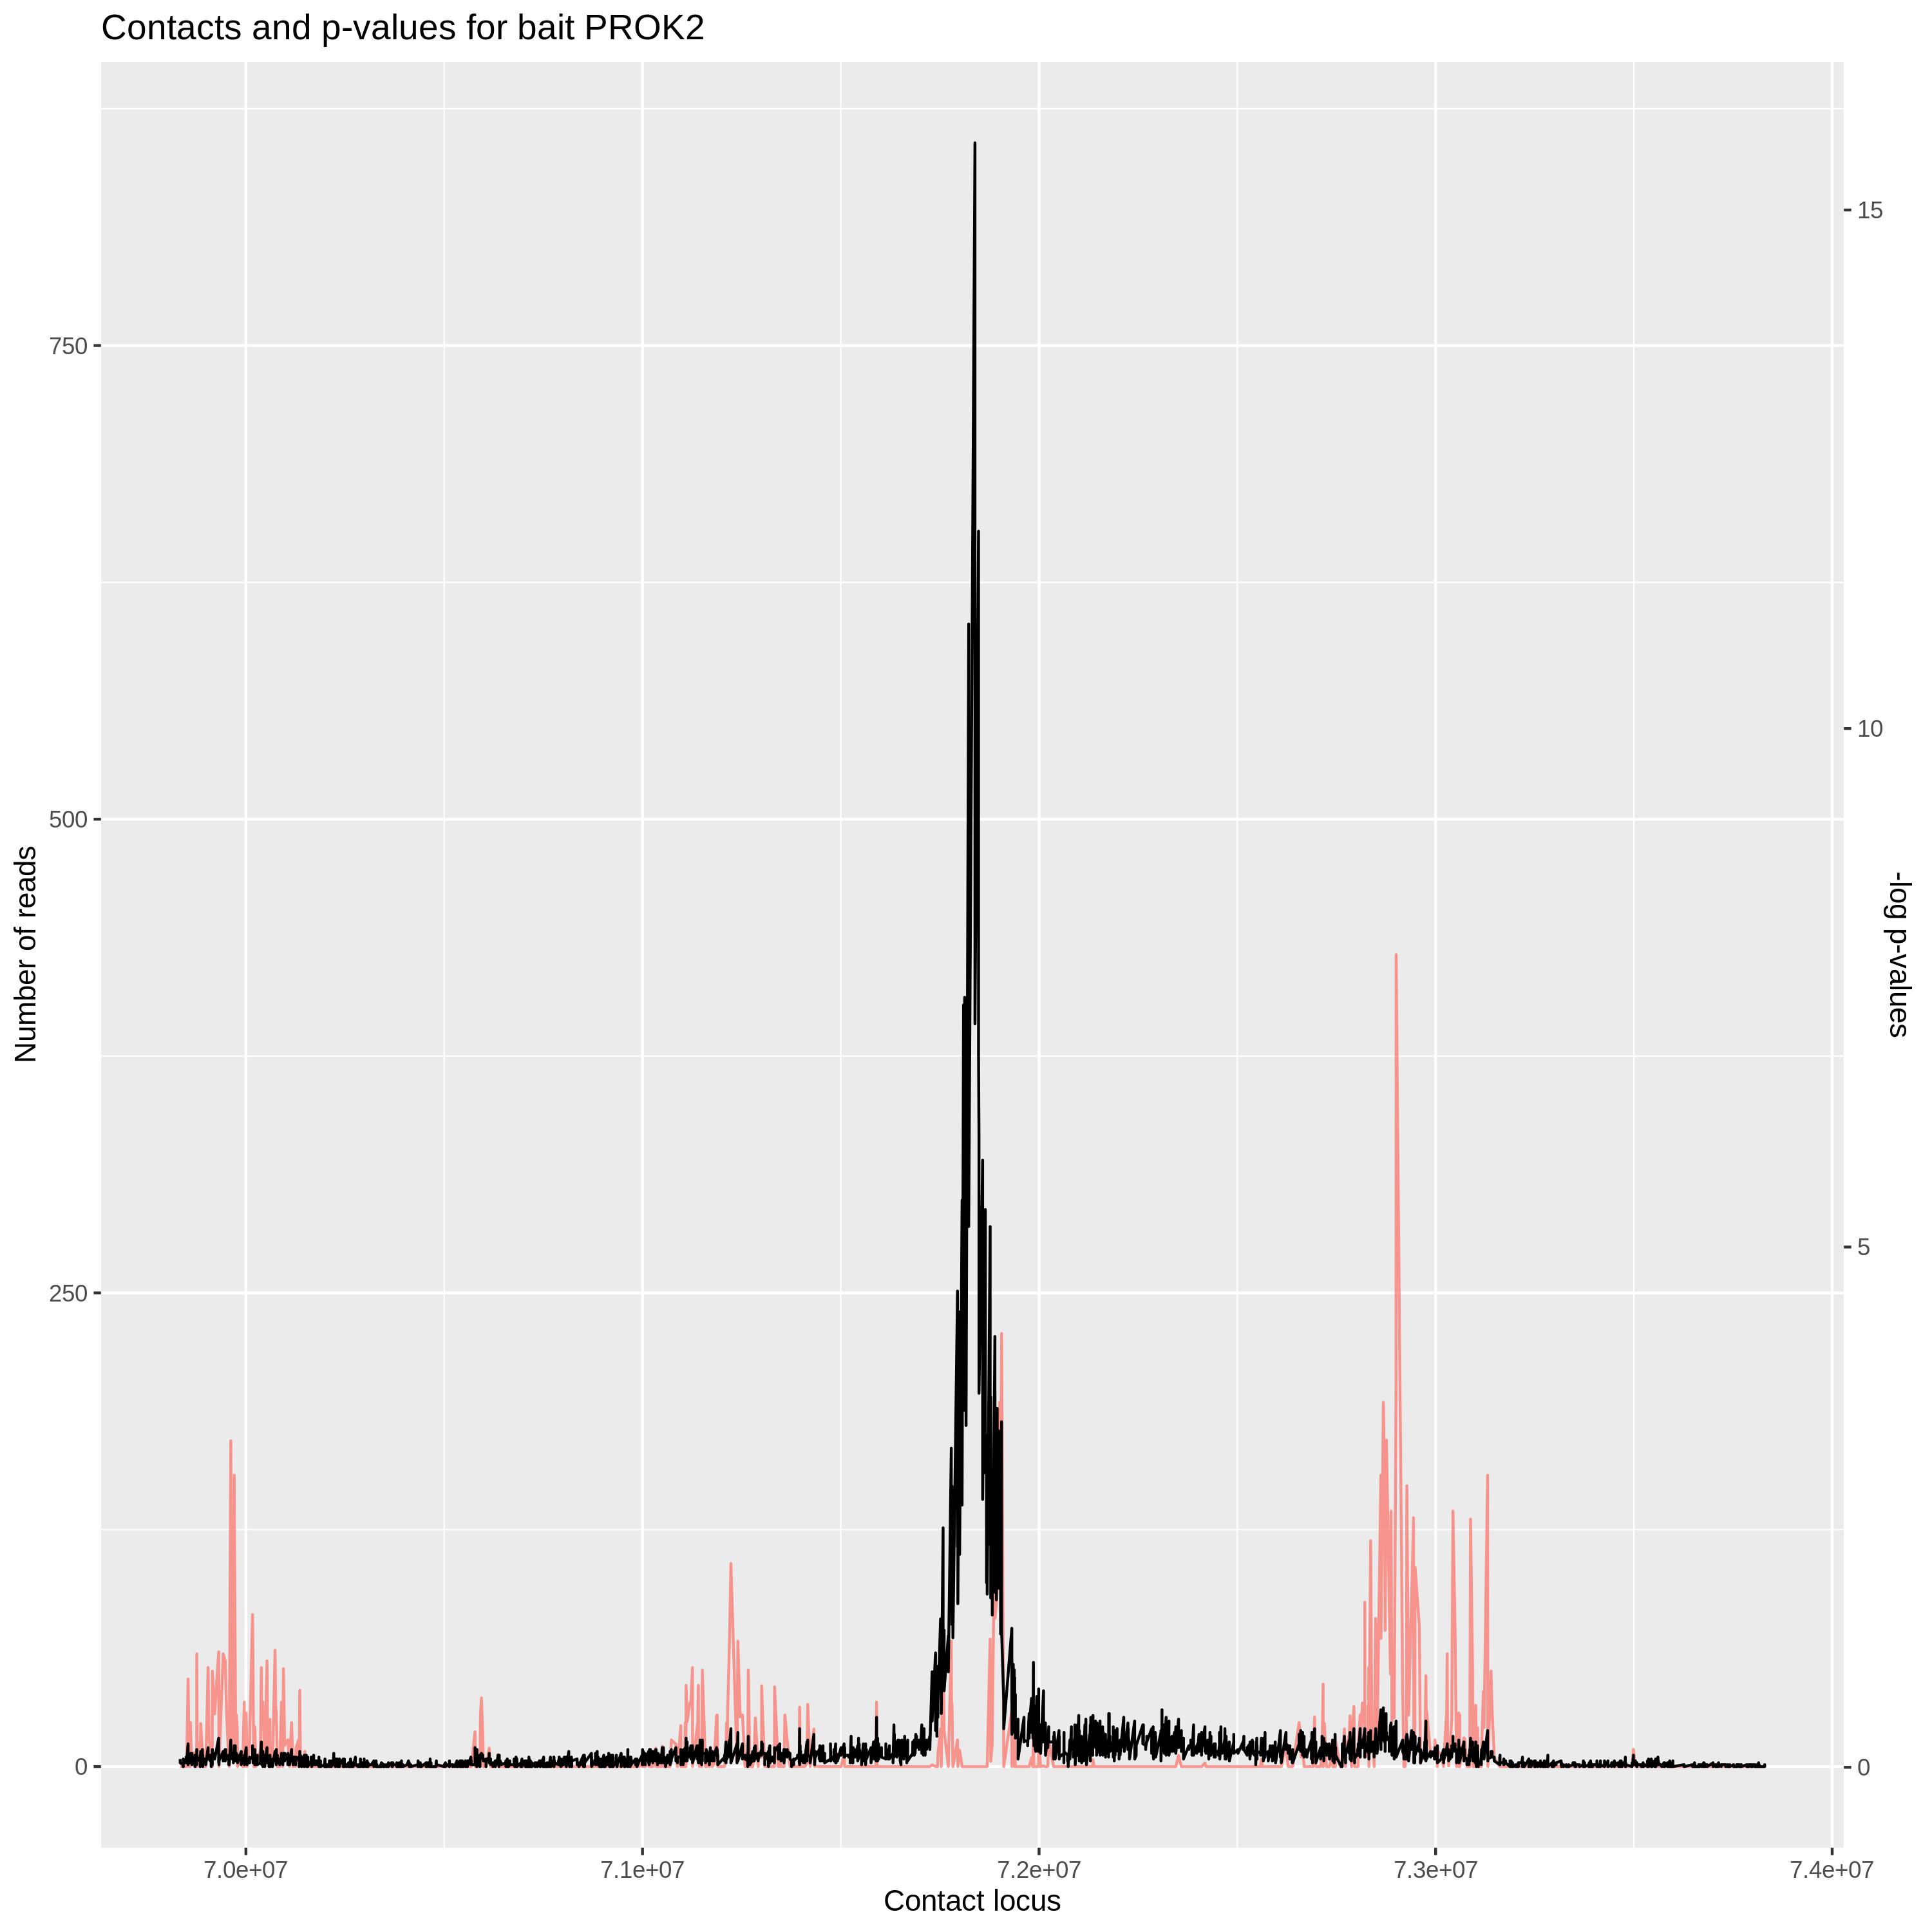 Contacts and p-values for bait PROK2
Number of reads
750
500
250
0
15
10
5
0
-log p-values
7.0e+07
7.1e+07
7.2e+07
7.3e+07
7.4e+07
Contact locus